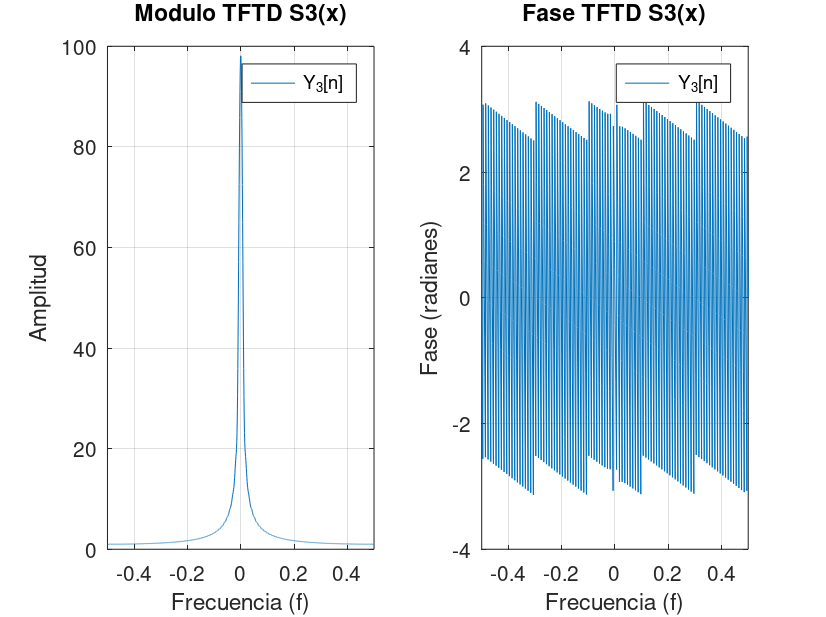 Modulo TFTD S3(x)
100
80
60
40
20
0
-0.4
-0.2
0
0.2
0.4
Amplitud
Frecuencia (f)
Y3[n]
Fase TFTD S3(x)
4
2
0
-2
-4
-0.4
-0.2
0
0.2
0.4
Fase (radianes)
Frecuencia (f)
Y3[n]